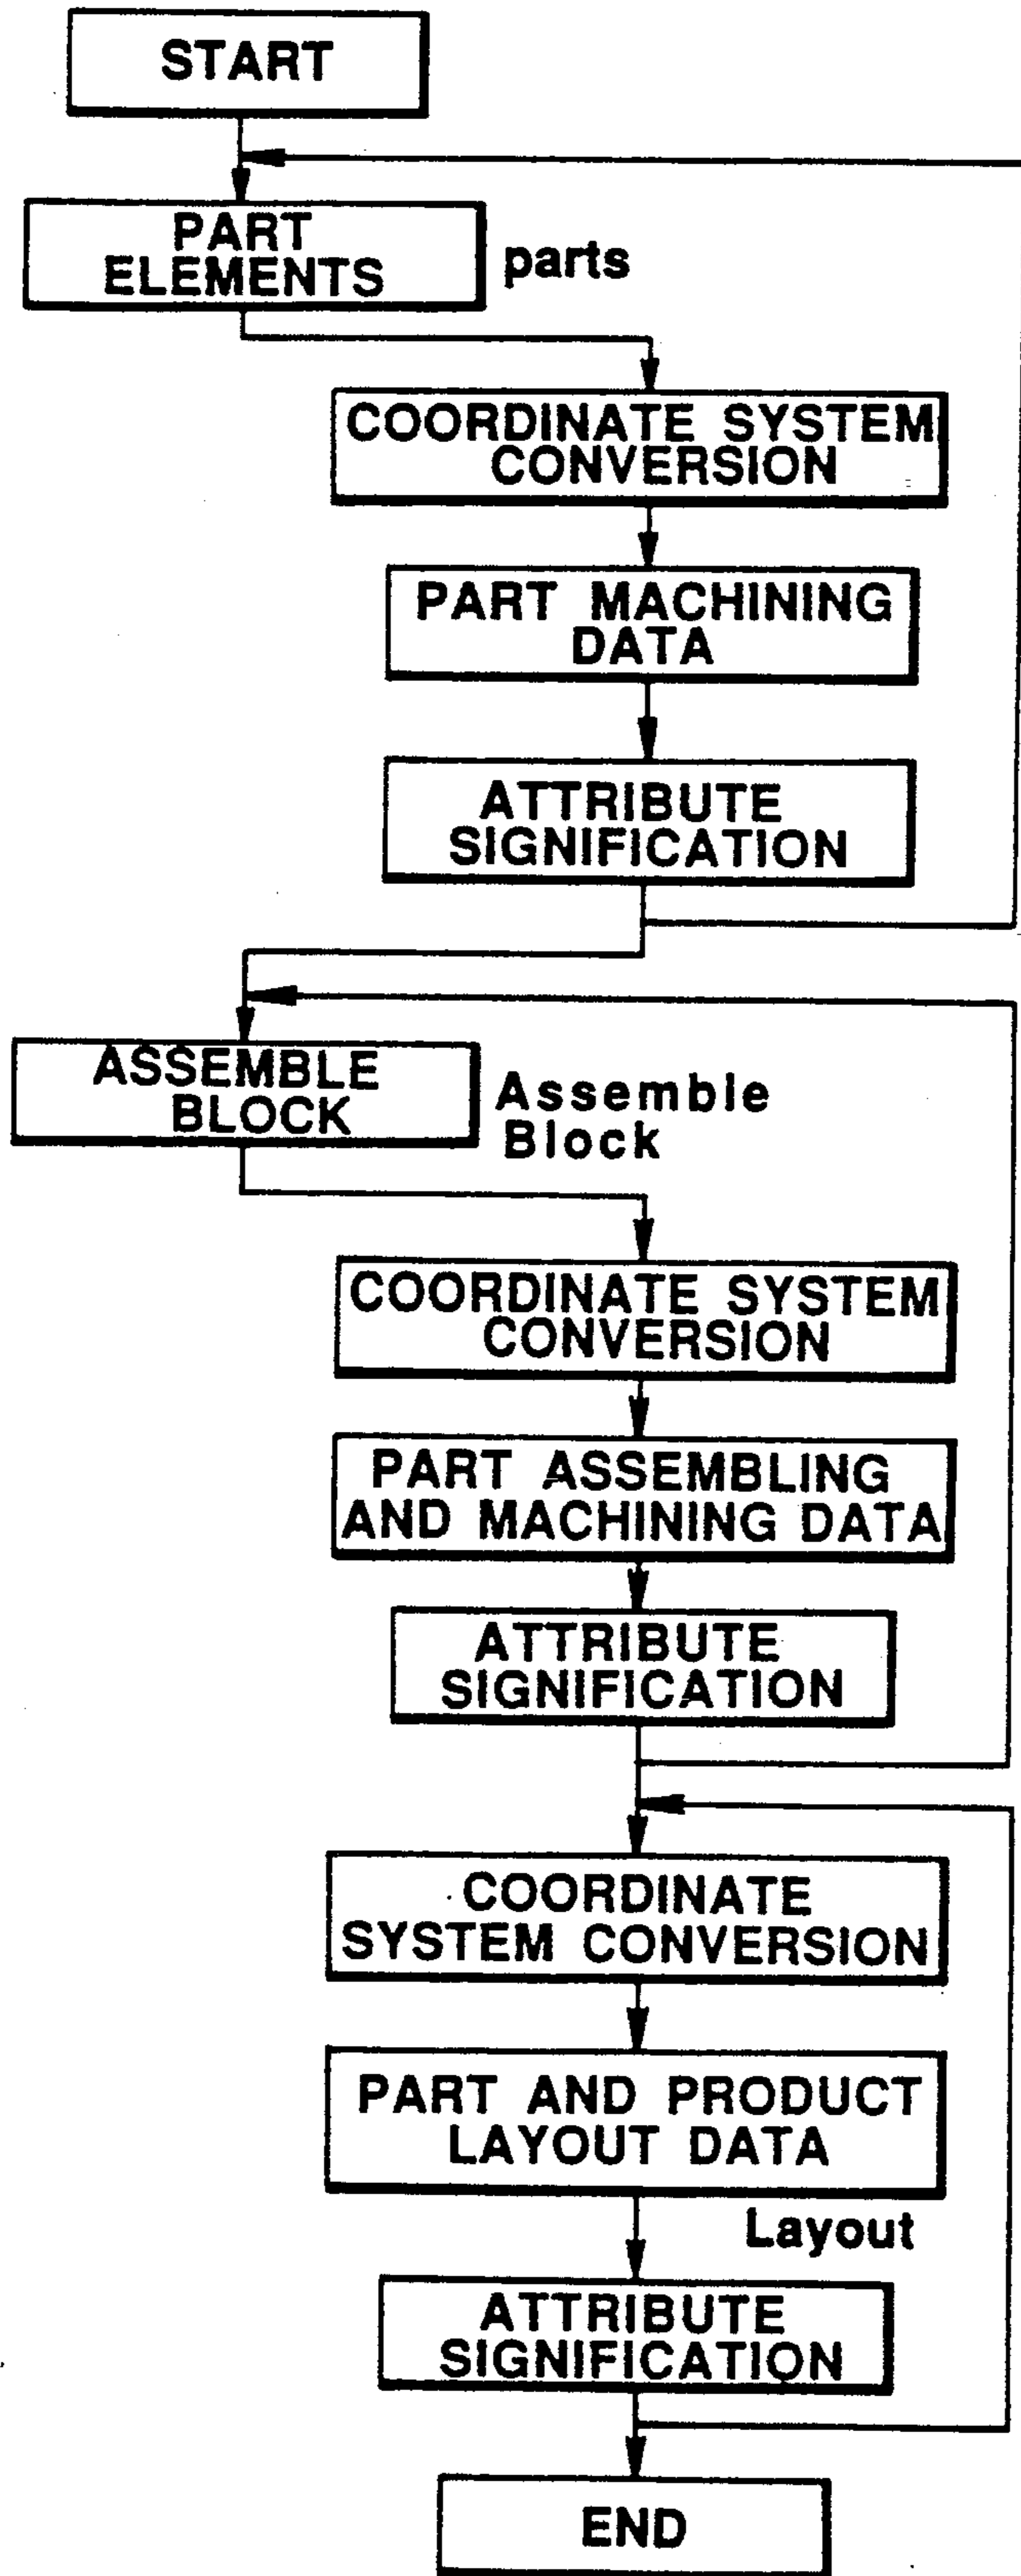 START
PART
ELEMENTS
parts
COORDINATE SYSTEM
CONVERSION
PART MACHINING
DATA
ATTRIBUTE
SIGNIFICATION
ASSEMBLE
BLOCK
Assemble
Block
COORDINATE SYSTEM
CONVERSION
PART ASSEMBLING
AND MACHINING DATA
ATTRIBUTE
SIGNIFICATION
COORDINATE
SYSTEM CONVERSION
PART AND PRODUCT
LAYOUT DATA
Layout
ATTRIBUTE
SIGNIFICATION
END